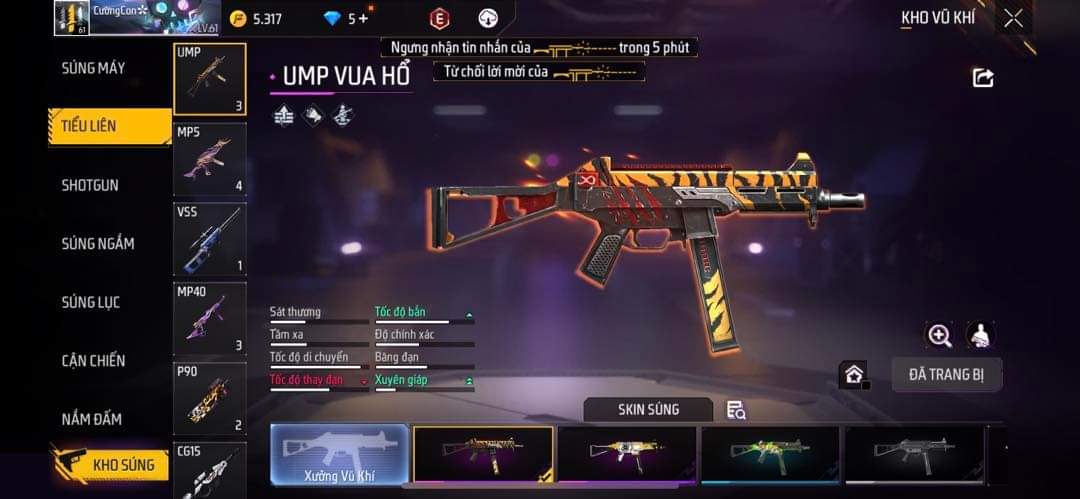 CườngCon✲
61
LV.61
5.317
5+
E
KHO VŨ KHÍ
Ngưng nhận tin nhắn của trong 5 phút
Từ chối lời mời của
SÚNG MÁY
TIỂU LIÊN
SHOTGUN
SÚNG NGẮM
SÚNG LỤC
CẬN CHIẾN
NẮM ĐẤM
KHO SÚNG
UMP
3
MP5
4
VSS
1
MP40
3
P90
2
CG15
UMP VUA HỔ
Sát thương
Tốc độ bắn
Tầm xa
Độ chính xác
Tốc độ di chuyển
Băng đạn
Tốc độ thay đạn
Xuyên giáp
ĐÃ TRANG BỊ
SKIN SÚNG
Xưởng Vũ Khí